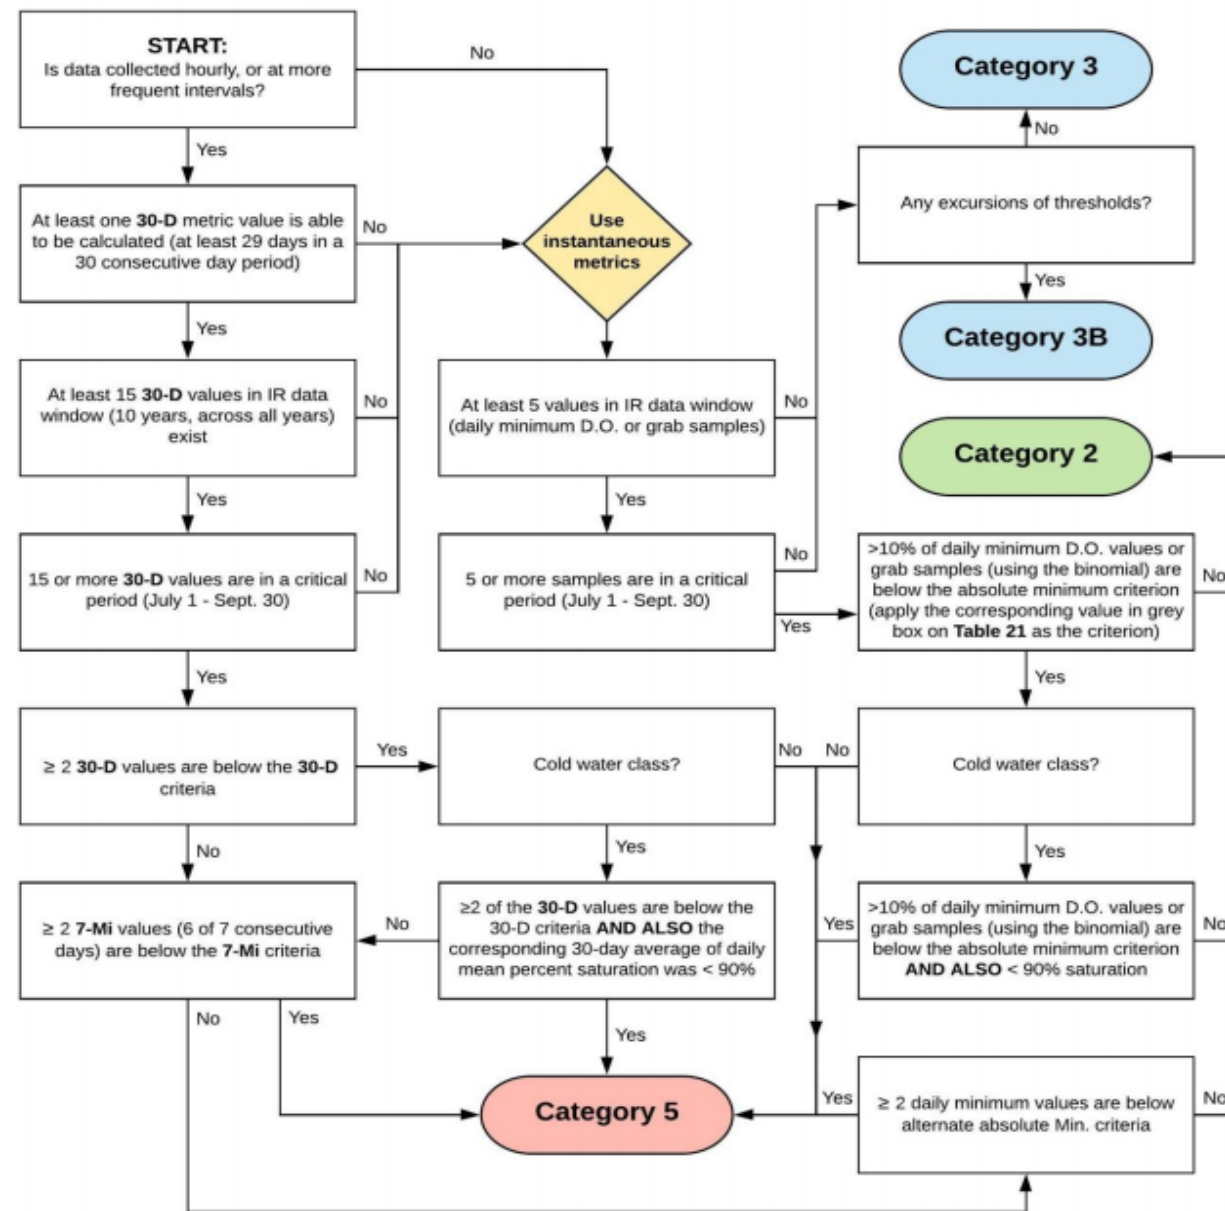 START:
Is data collected hourly, or at more
frequent intervals?
No
Category 3
No
Yes
Any excursions of thresholds?
At least one 30-D metric value is able
to be calculated (at least 29 days in a
30 consecutive day period)
No
Use
instantaneous
metrics
Yes
Category 3B
Yes
At least 15 30-D values in IR data
window (10 years, across all years)
exist
No
At least 5 values in IR data window
(daily minimum D.O. or grab samples)
No
Category 2
Yes
Yes
15 or more 30-D values are in a critical
period (July 1 - Sept. 30)
No
5 or more samples are in a critical
period (July 1 - Sept. 30)
No
Yes
>10% of daily minimum D.O. values or
grab samples (using the binomial) are
below the absolute minimum criterion
(apply the corresponding value in grey
box on Table 21 as the criterion)
No
Yes
Yes
≥ 2 30-D values are below the 30-D
criteria
Yes
Cold water class?
No
No
Cold water class?
No
Yes
Yes
≥ 2 7-Mi values (6 of 7 consecutive
days) are below the 7-Mi criteria
No
≥2 of the 30-D values are below the
30-D criteria AND ALSO the
corresponding 30-day average of daily
mean percent saturation was < 90%
Yes
>10% of daily minimum D.O. values or
grab samples (using the binomial) are
below the absolute minimum criterion
AND ALSO < 90% saturation
No
No
Yes
Yes
Category 5
Yes
≥ 2 daily minimum values are below
alternate absolute Min. criteria
No